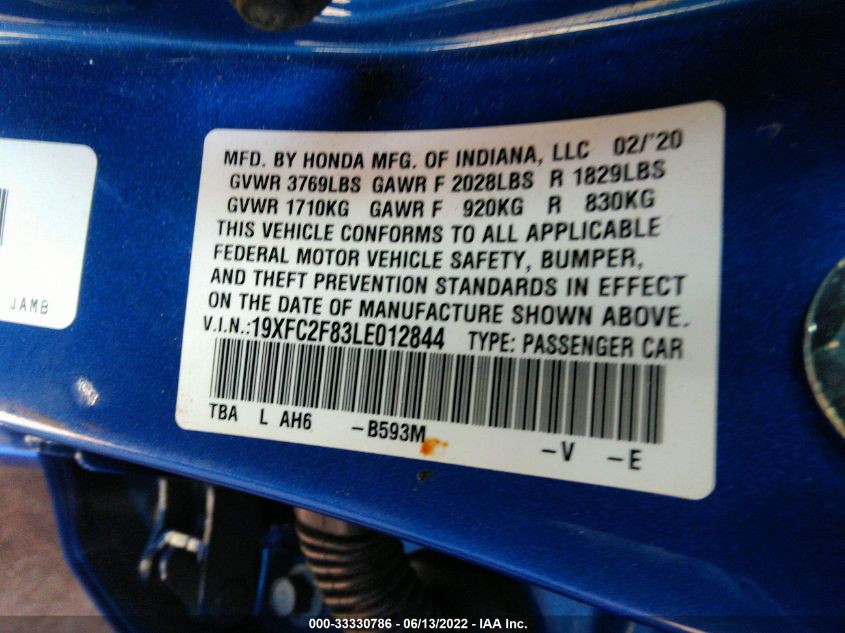 MFD. BY HONDA MFG. OF INDIANA, LLC 02/'20
GVWR 3769LBS GAWR F 2028LBS R 1829LBS
GVWR 1710KG GAWR F 920KG R 830KG
THIS VEHICLE CONFORMS TO ALL APPLICABLE
FEDERAL MOTOR VEHICLE SAFETY, BUMPER,
AND THEFT PREVENTION STANDARDS IN EFFECT
ON THE DATE OF MANUFACTURE SHOWN ABOVE.
V.I.N.:19XFC2F83LE012844 TYPE: PASSENGER CAR
TBA L AH6 -B593M -V -E
JAMB
000-33330786 - 06/13/2022 - IAA Inc.